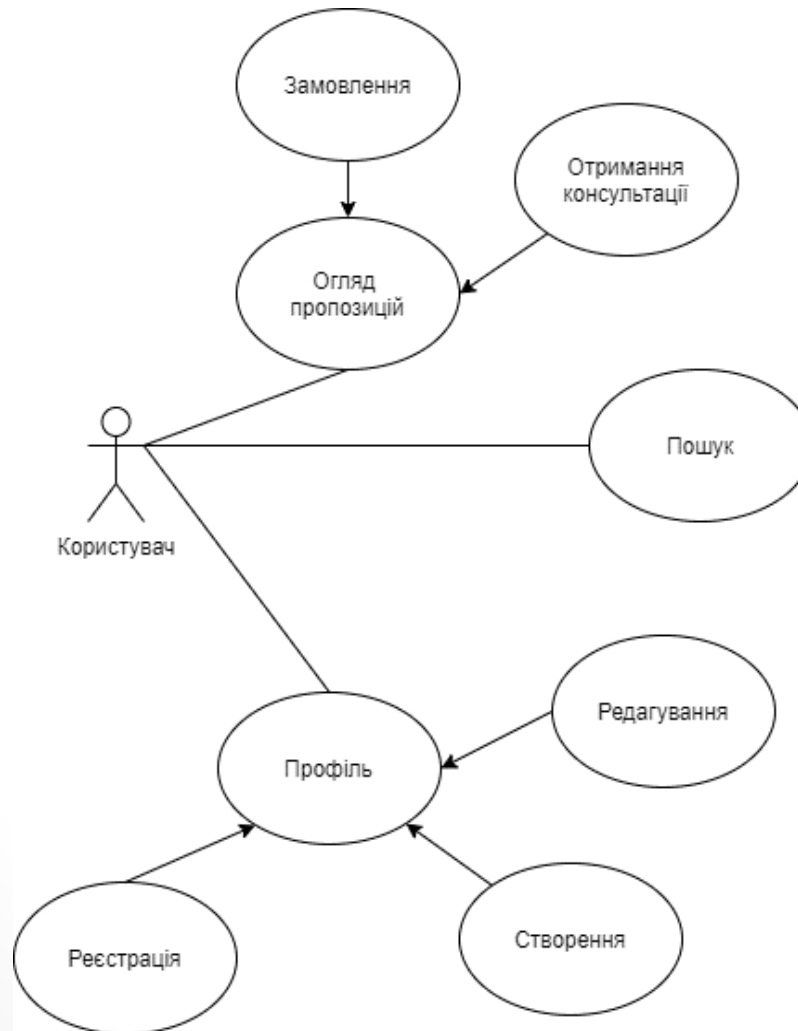 Замовлення
Отримання
консультації
Огляд
пропозицій
Пошук
Користувач
Редагування
Профіль
Створення
Реєстрація